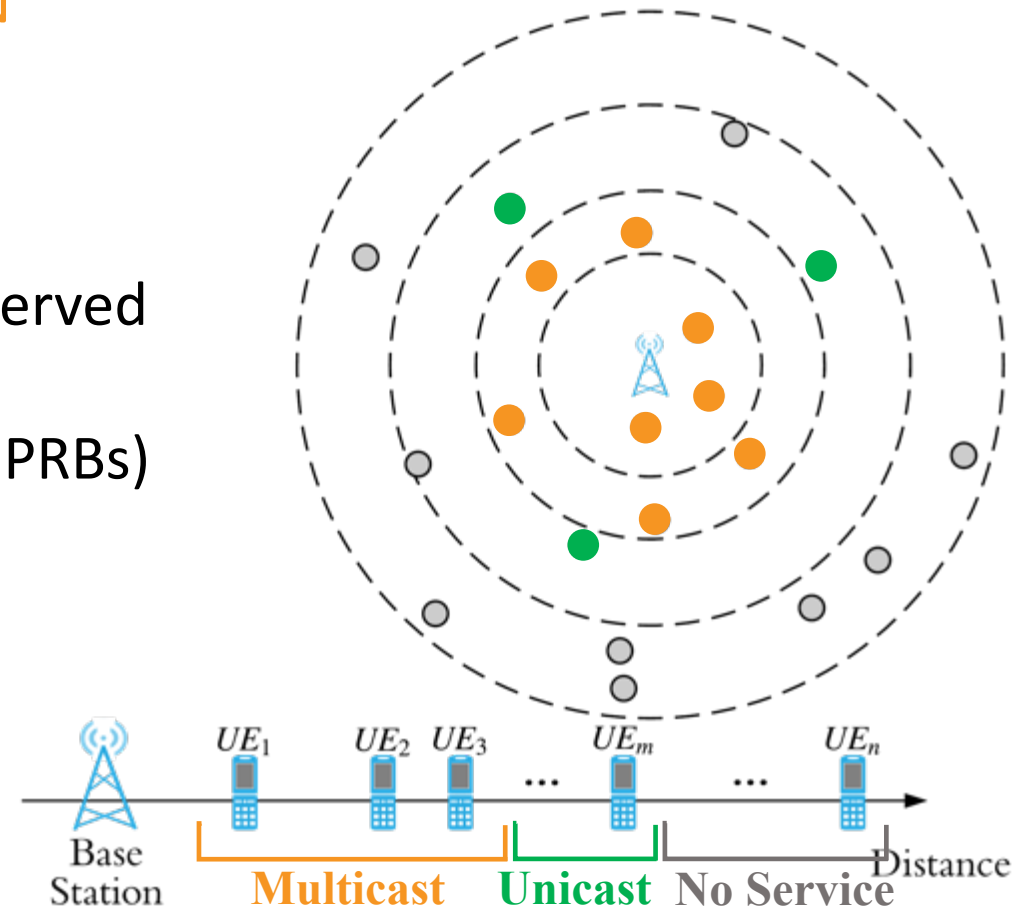 erved
PRBs)
UE1 UE2 UE3 UEm UEn
... ...
Base
Station
Distance
Multicast Unicast No Service